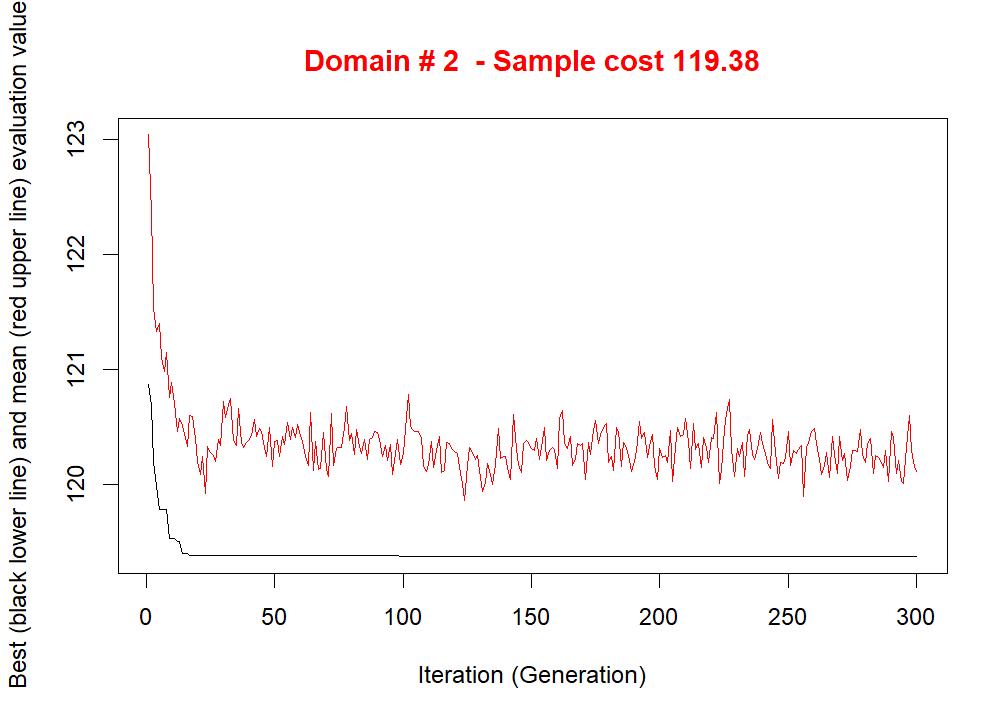 Domain # 2  - Sample cost 119.38
Best (black lower line) and mean (red upper line) evaluation value
123
122
121
120
0 50 100 150 200 250 300
Iteration (Generation)